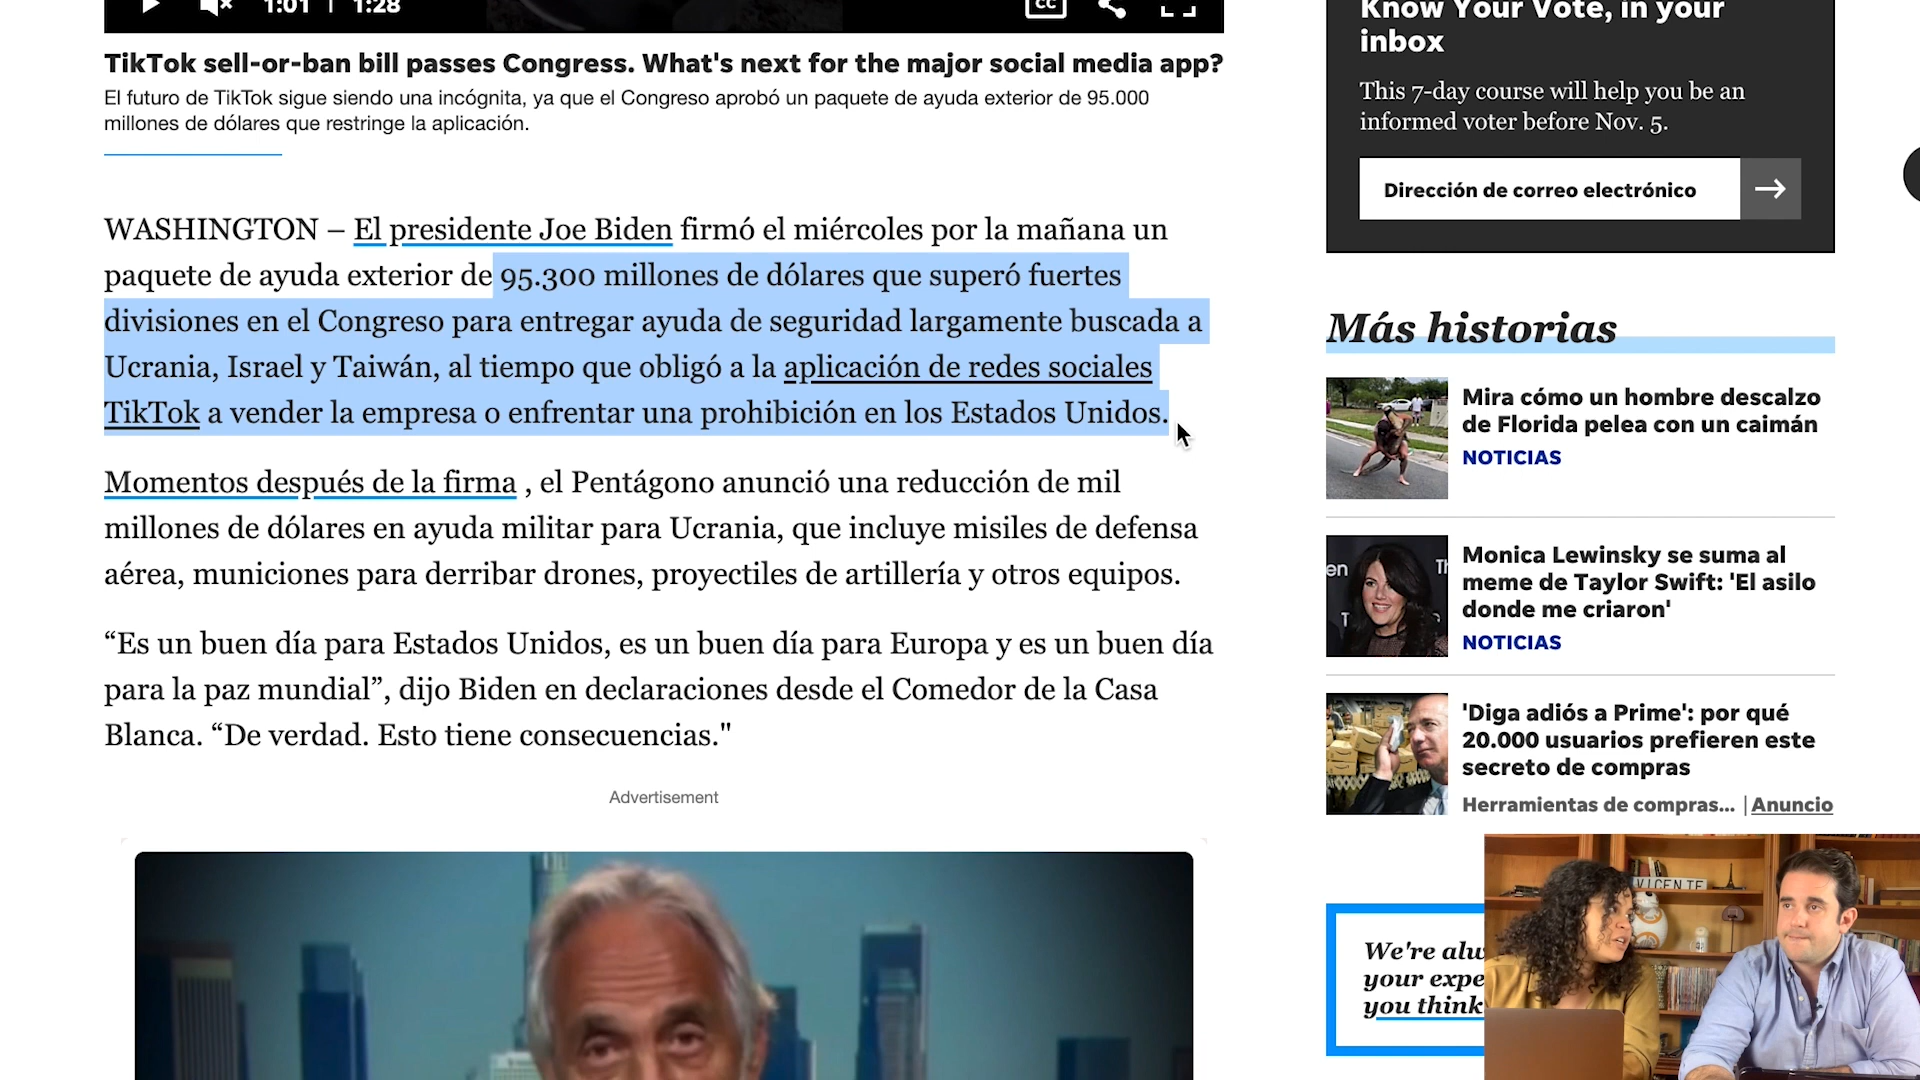 1:01 | 1:28
CC
TikTok sell-or-ban bill passes Congress. What's next for the major social media app?
El futuro de TikTok sigue siendo una incógnita, ya que el Congreso aprobó un paquete de ayuda exterior de 95.000
millones de dólares que restringe la aplicación.
WASHINGTON – El presidente Joe Biden firmó el miércoles por la mañana un
paquete de ayuda exterior de 95.300 millones de dólares que superó fuertes
divisiones en el Congreso para entregar ayuda de seguridad largamente buscada a
Ucrania, Israel y Taiwán, al tiempo que obligó a la aplicación de redes sociales
TikTok a vender la empresa o enfrentar una prohibición en los Estados Unidos.
Momentos después de la firma , el Pentágono anunció una reducción de mil
millones de dólares en ayuda militar para Ucrania, que incluye misiles de defensa
aérea, municiones para derribar drones, proyectiles de artillería y otros equipos.
“Es un buen día para Estados Unidos, es un buen día para Europa y es un buen día
para la paz mundial”, dijo Biden en declaraciones desde el Comedor de la Casa
Blanca. “De verdad. Esto tiene consecuencias."
Advertisement
Know Your Vote, in your
inbox
This 7-day course will help you be an
informed voter before Nov. 5.
Dirección de correo electrónico
Más historias
Mira cómo un hombre descalzo
de Florida pelea con un caimán
NOTICIAS
Monica Lewinsky se suma al
meme de Taylor Swift: 'El asilo
donde me criaron'
NOTICIAS
'Diga adiós a Prime': por qué
20.000 usuarios prefieren este
secreto de compras
Herramientas de compras... | Anuncio
We're alw
your expe
you think
VICENTE